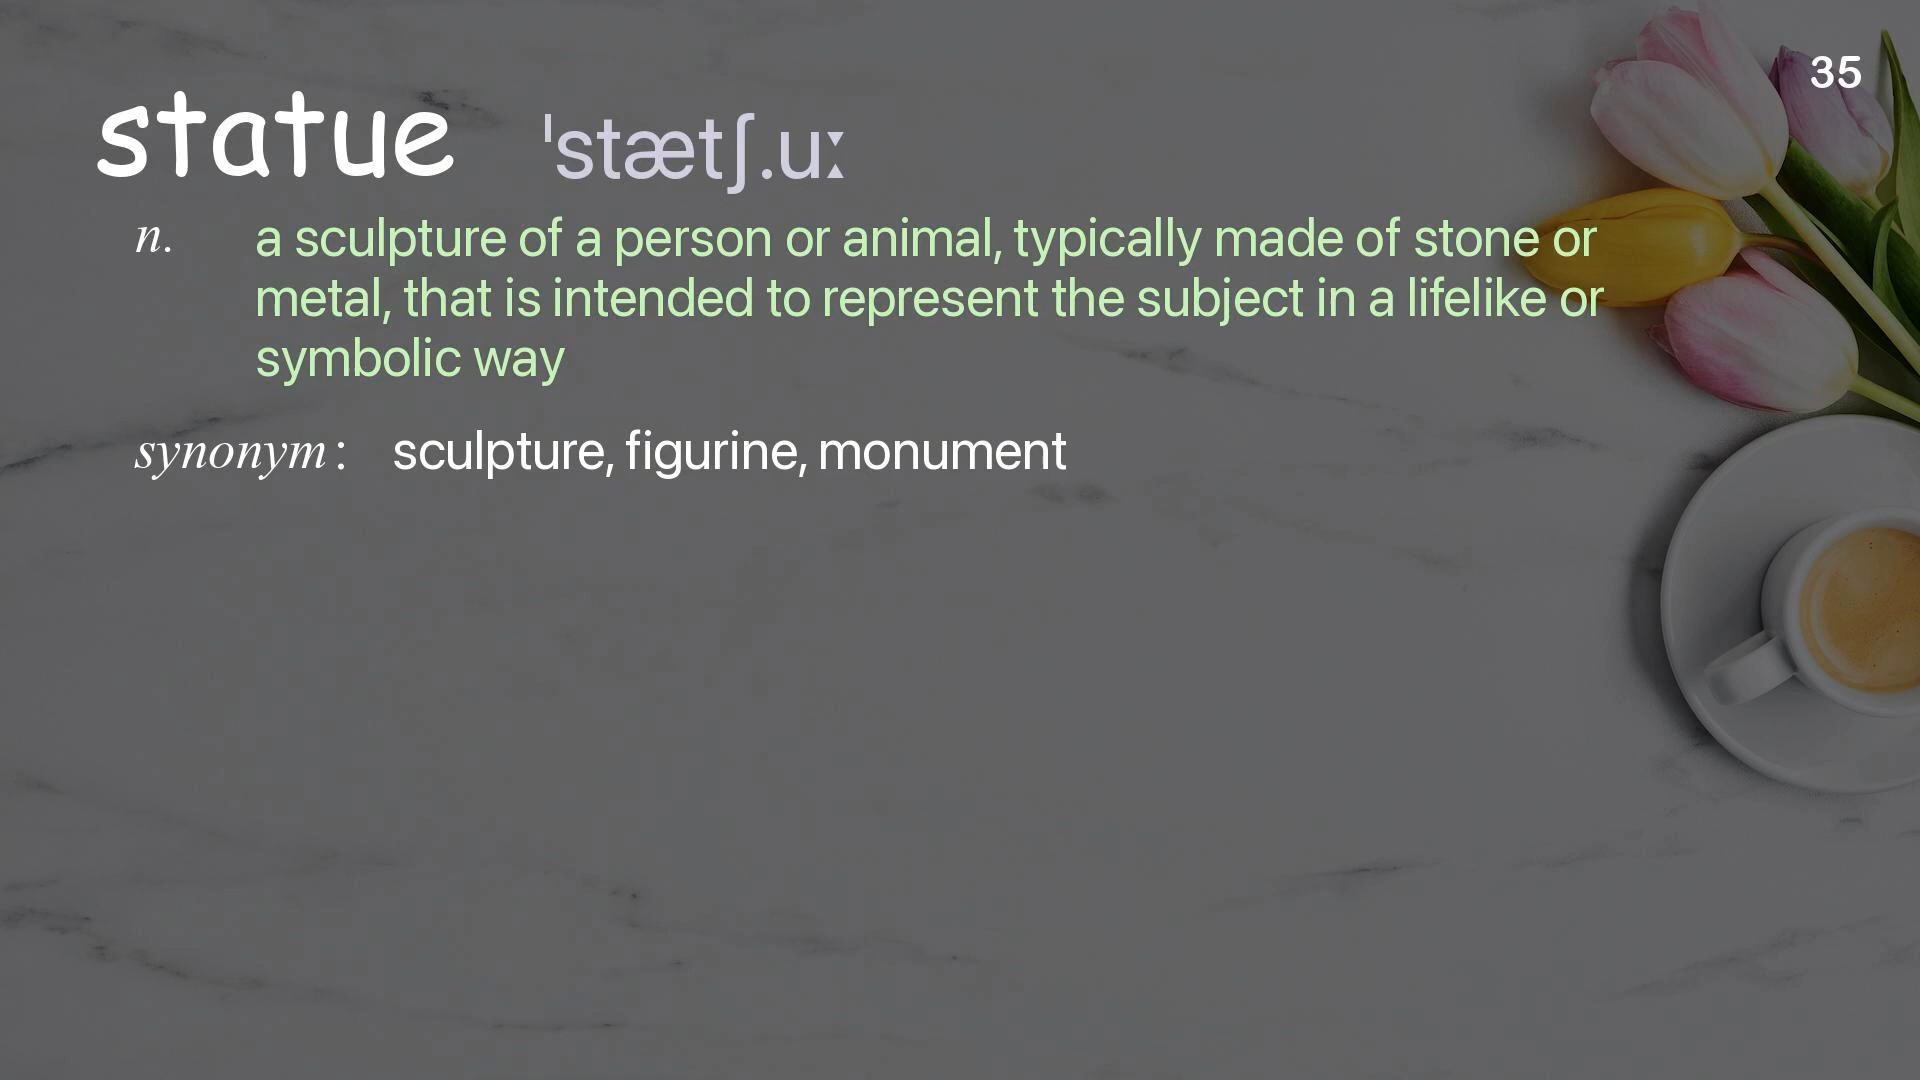 35
statue ˈstætʃ.uː
n. a sculpture of a person or animal, typically made of stone or
metal, that is intended to represent the subject in a lifelike or
symbolic way
synonym : sculpture, figurine, monument